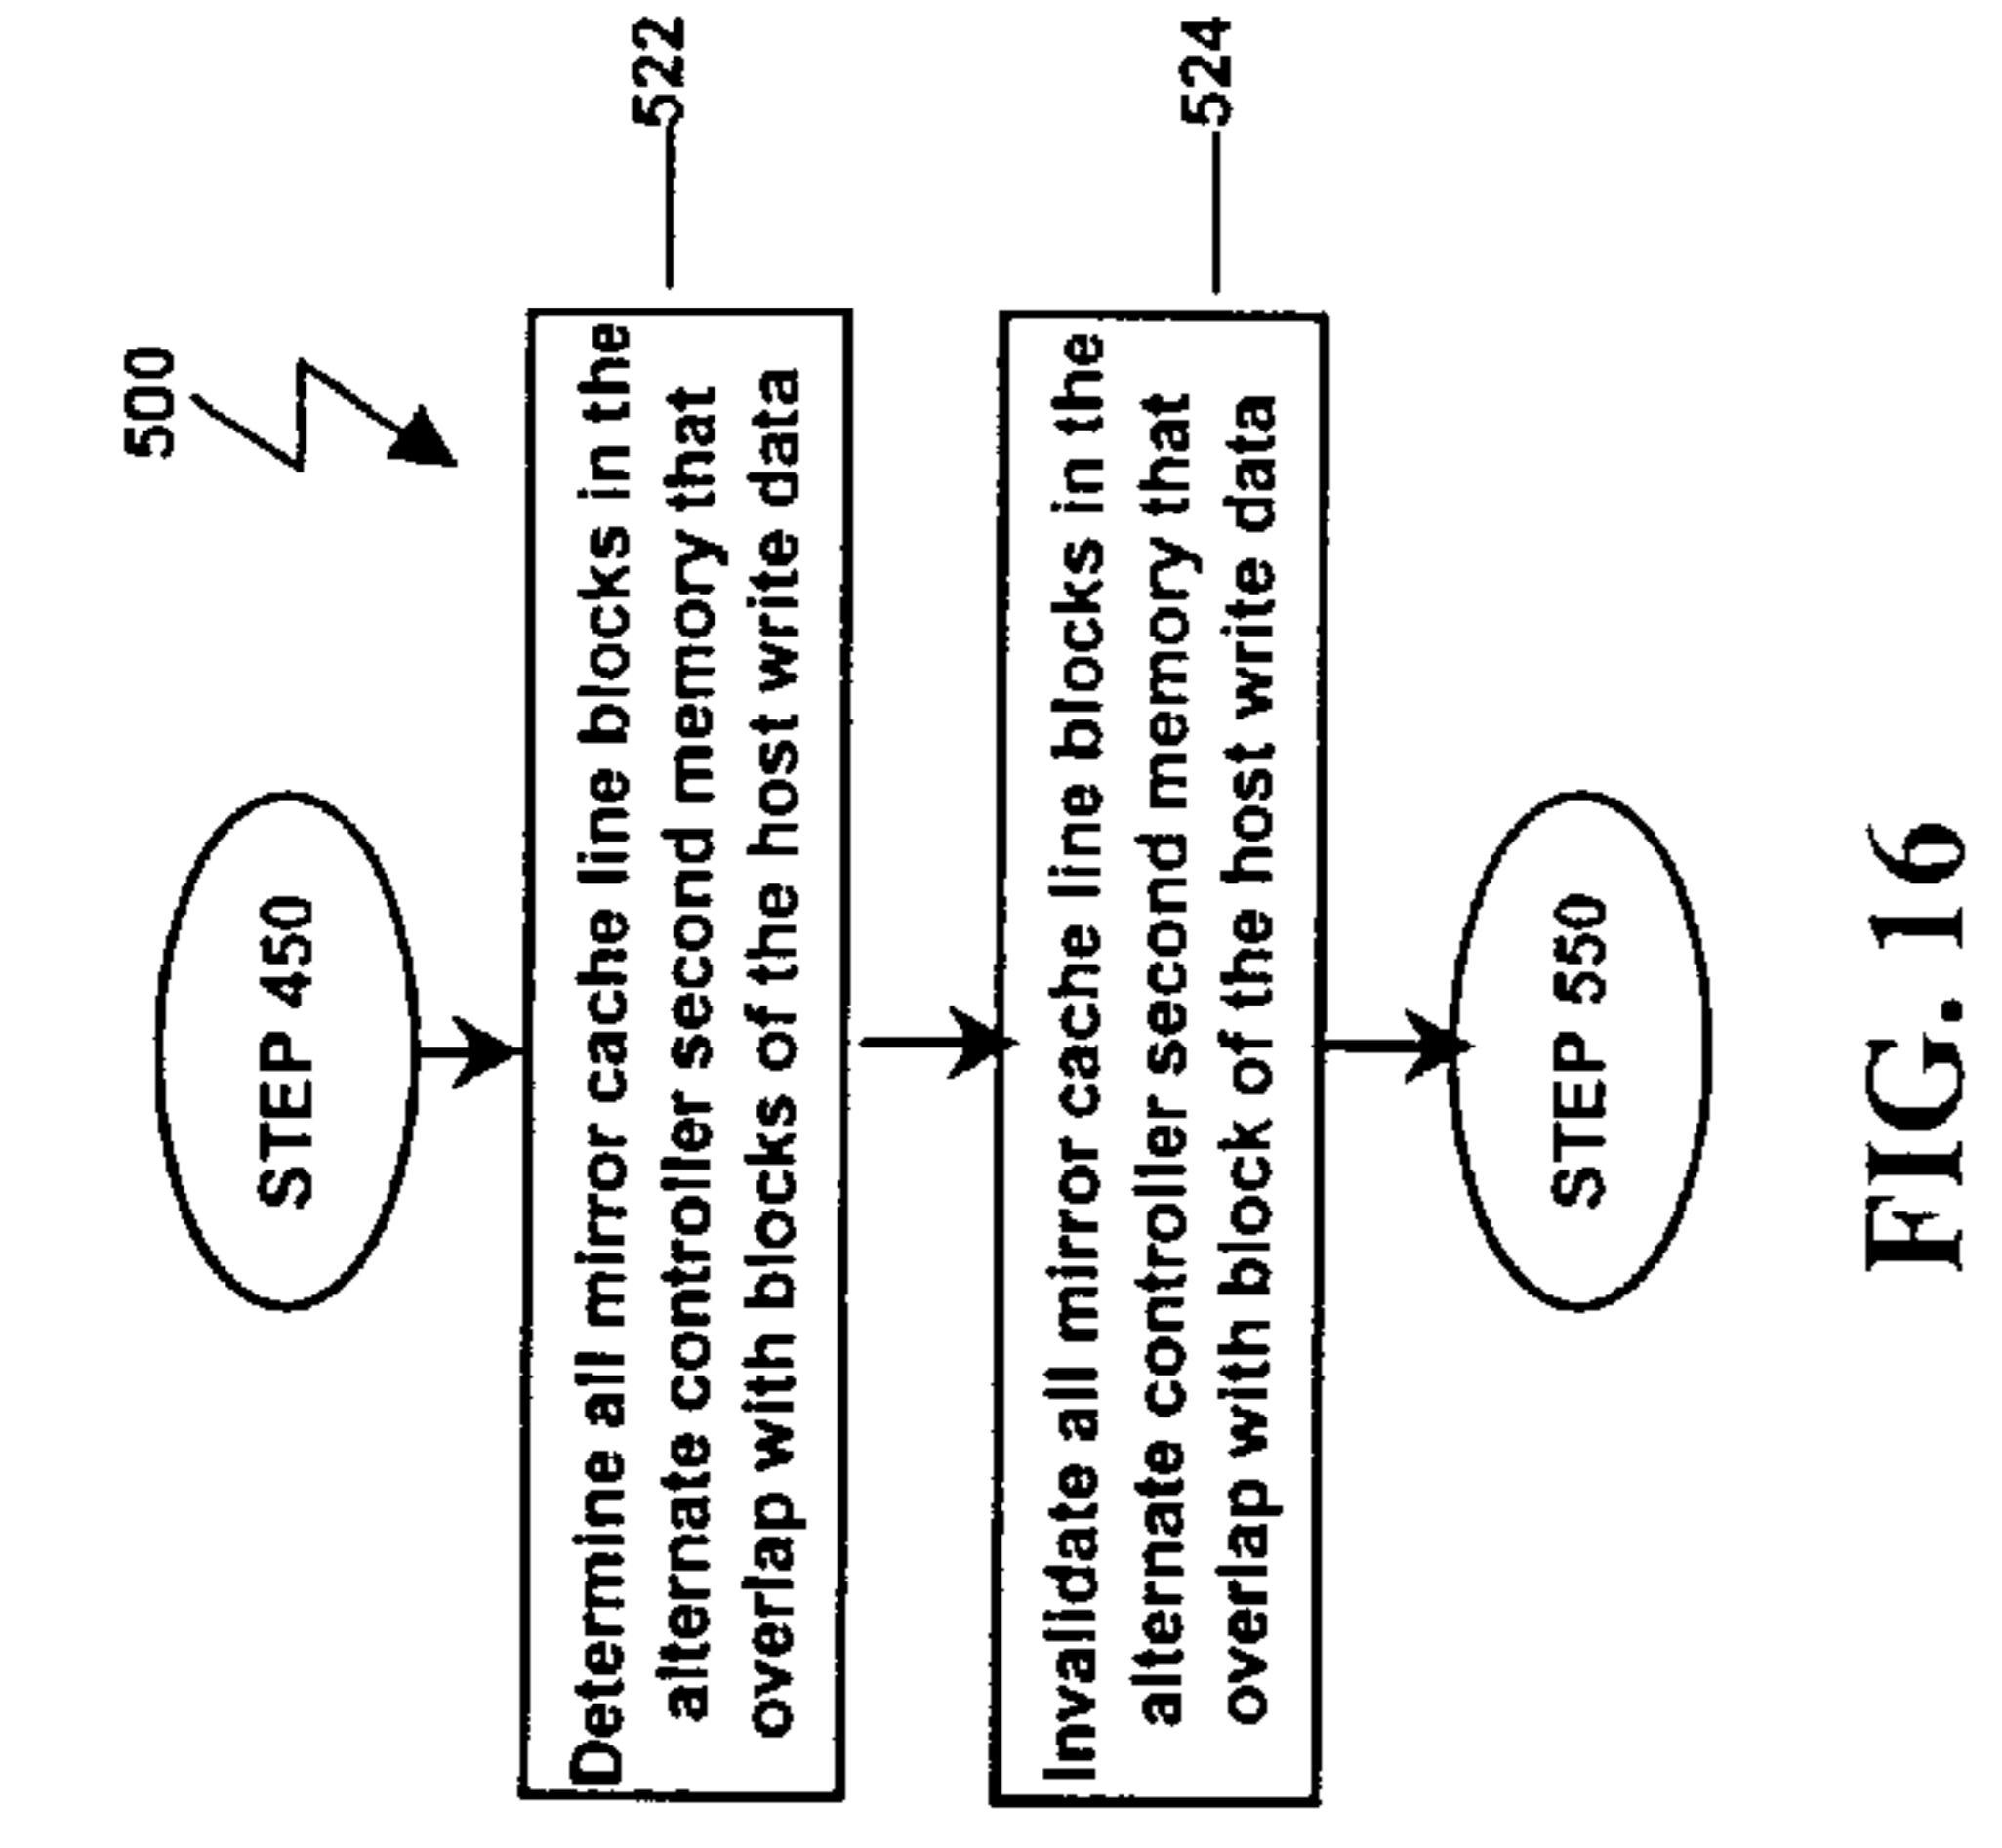 500
STEP 450
Determine all mirror cache line blocks in the
alternate controller second memory that
overlap with blocks of the host write data
522
Invalidate all mirror cache line blocks in the
alternate controller second memory that
overlap with block of the host write data
524
STEP 550
FIG. 16